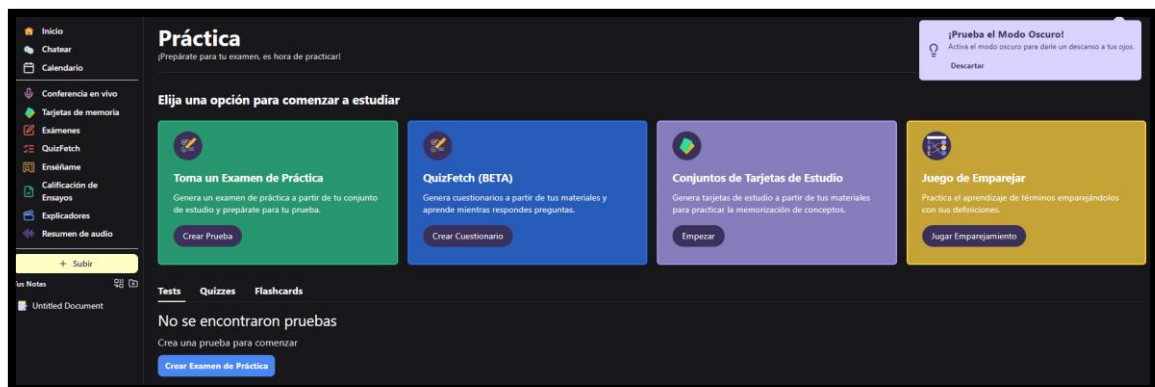 Inicio
Chatear
Calendario
Conferencia en vivo
Tarjetas de memoria
Exámenes
QuizFetch
Enséñame
Calificación de
Ensayos
Explicadores
Resumen de audio
+ Subir
us Notas
Untitled Document
Práctica
¡Prepárate para tu examen, es hora de practicar!
¡Prueba el Modo Oscuro!
Activa el modo oscuro para darle un descanso a tus ojos.
Descartar
Elija una opción para comenzar a estudiar
Toma un Examen de Práctica
Genera un examen de práctica a partir de tu conjunto
de estudio y prepárate para tu prueba.
Crear Prueba
QuizFetch (BETA)
Genera cuestionarios a partir de tus materiales y
aprende mientras respondes preguntas.
Crear Cuestionario
Conjuntos de Tarjetas de Estudio
Genera tarjetas de estudio a partir de tus materiales
para practicar la memorización de conceptos.
Empezar
Juego de Emparejar
Practica el aprendizaje de términos emparejándolos
con sus definiciones.
Jugar Emparejamiento
Tests Quizzes Flashcards
No se encontraron pruebas
Crea una prueba para comenzar
Crear Examen de Práctica